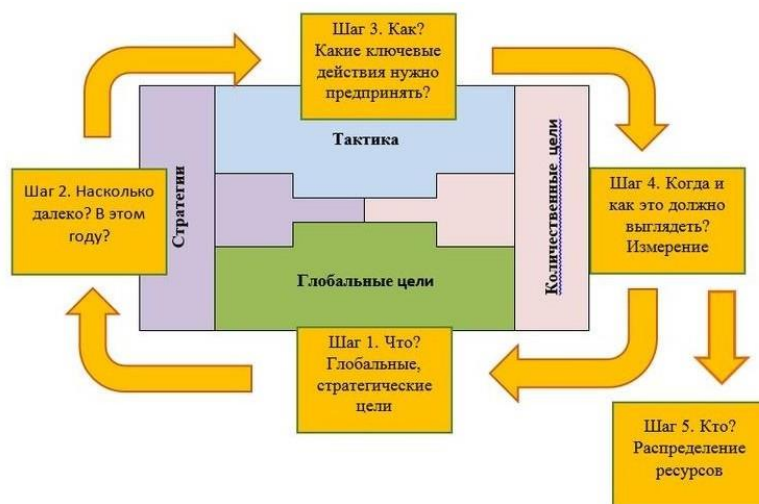 Шаг 3. Как?
Какие ключевые
действия нужно
предпринять?
Тактика
Стратегии
Количественные цели
Шаг 2. Насколько
далеко? В этом
году?
Шаг 4. Когда и
как это должно
выглядеть?
Измерение
Глобальные цели
Шаг 1. Что?
Глобальные,
стратегические
цели
Шаг 5. Кто?
Распределение
ресурсов